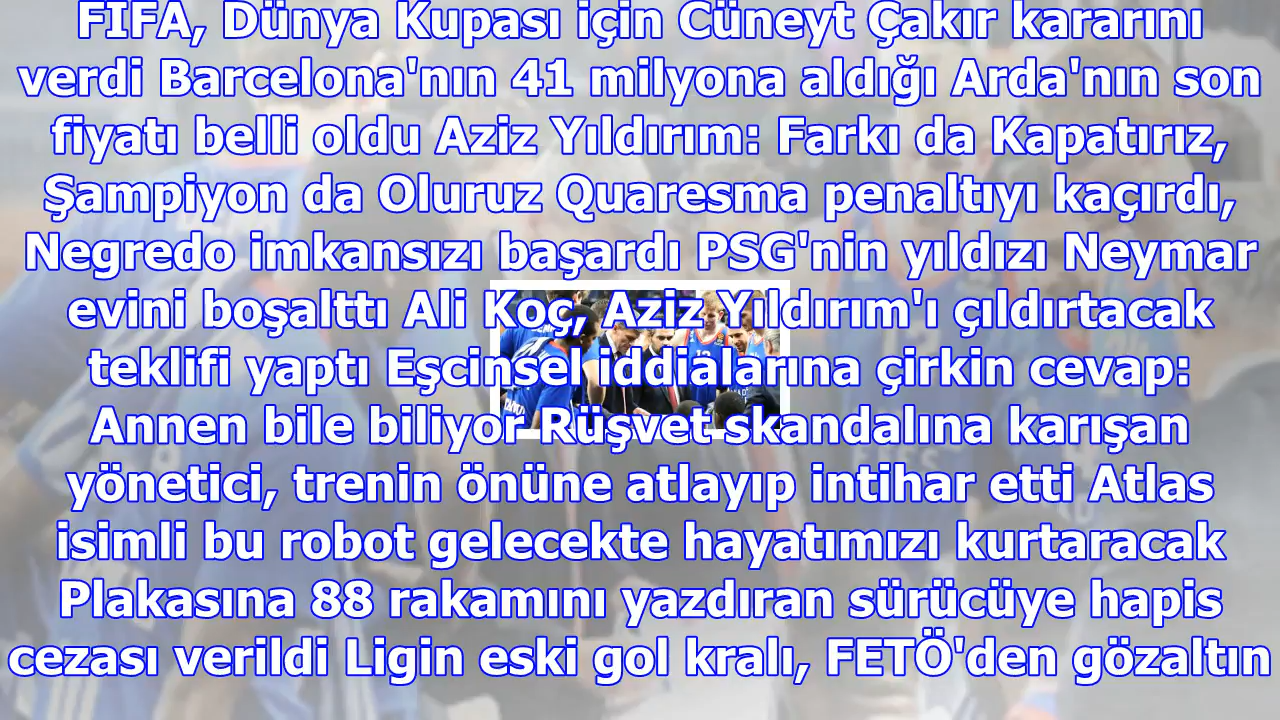 FIFA, Dünya Kupası için Cüneyt Çakır kararını
verdi Barcelona'nın 41 milyona aldığı Arda'nın son
fiyatı belli oldu Aziz Yıldırım: Farkı da Kapatırız,
Şampiyon da Oluruz Quaresma penaltıyı kaçırdı,
Negredo imkansızı başardı PSG'nin yıldızı Neymar
evini boşalttı Ali Koç, Aziz Yıldırım'ı çıldırtacak
teklifi yaptı Eşcinsel iddialarına çirkin cevap:
Annen bile biliyor Rüşvet skandalına karışan
yönetici, trenin önüne atlayıp intihar etti Atlas
isimli bu robot gelecekte hayatımızı kurtaracak
Plakasına 88 rakamını yazdıran sürücüye hapis
cezası verildi Ligin eski gol kralı, FETÖ'den gözaltın